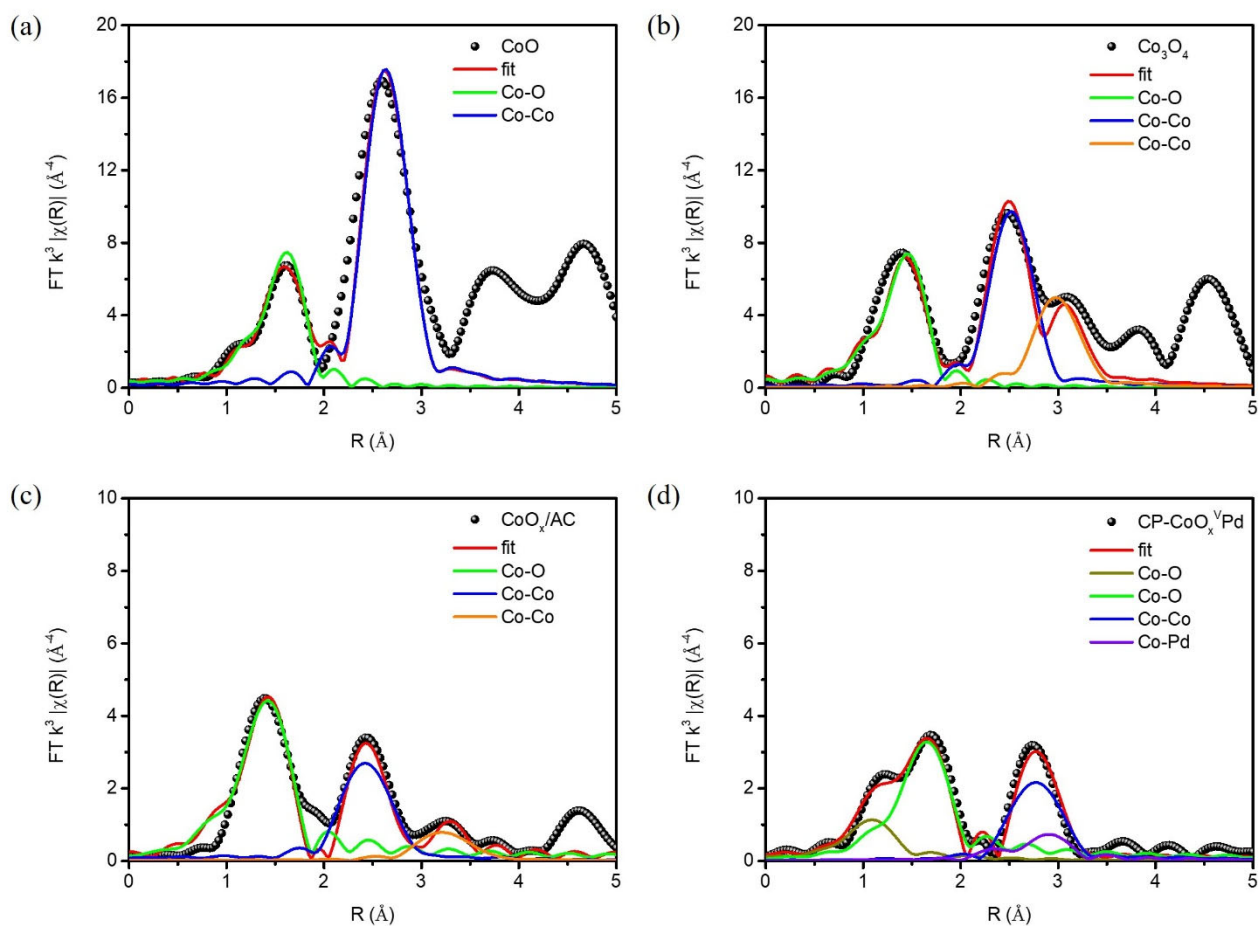 (a)
20
16
12
8
4
0
FT k³ |χ(R)| (Å⁻⁴)
CoO
fit
Co-O
Co-Co
0 1 2 3 4 5
R (Å)
(b)
20
16
12
8
4
0
FT k³ |χ(R)| (Å⁻⁴)
Co₃O₄
fit
Co-O
Co-Co
Co-Co
0 1 2 3 4 5
R (Å)
(c)
10
8
6
4
2
0
FT k³ |χ(R)| (Å⁻⁴)
CoOₓ/AC
fit
Co-O
Co-Co
Co-Co
0 1 2 3 4 5
R (Å)
(d)
10
8
6
4
2
0
FT k³ |χ(R)| (Å⁻⁴)
CP-CoOₓⱽPd
fit
Co-O
Co-O
Co-Co
Co-Pd
0 1 2 3 4 5
R (Å)